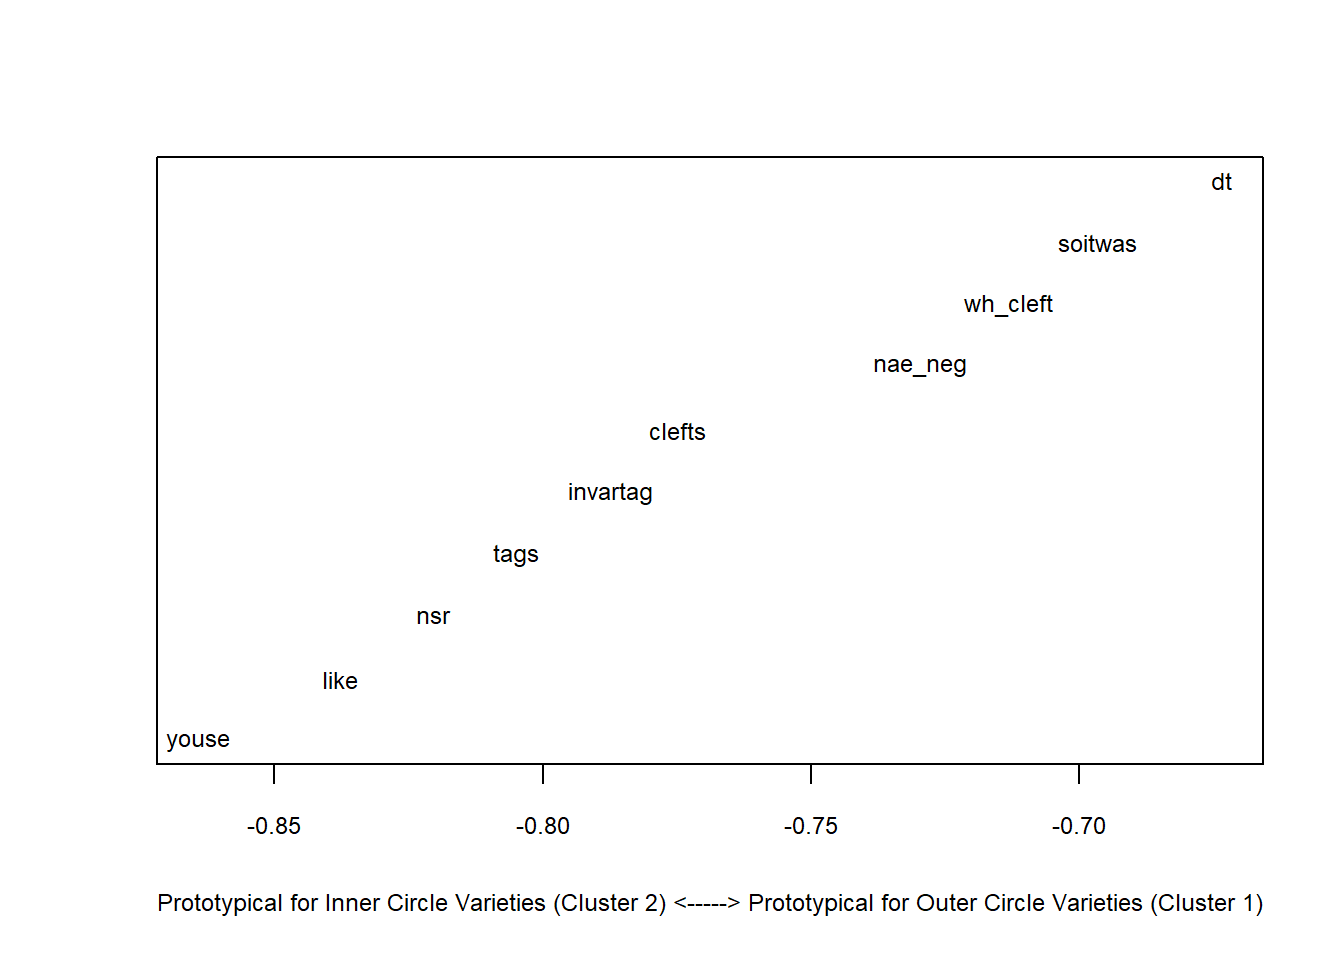 dt
soitwas
wh_cleft
nae_neg
clefts
invartag
tags
nsr
like
youse
-0.85 -0.80 -0.75 -0.70
Prototypical for Inner Circle Varieties (Cluster 2) <-----> Prototypical for Outer Circle Varieties (Cluster 1)